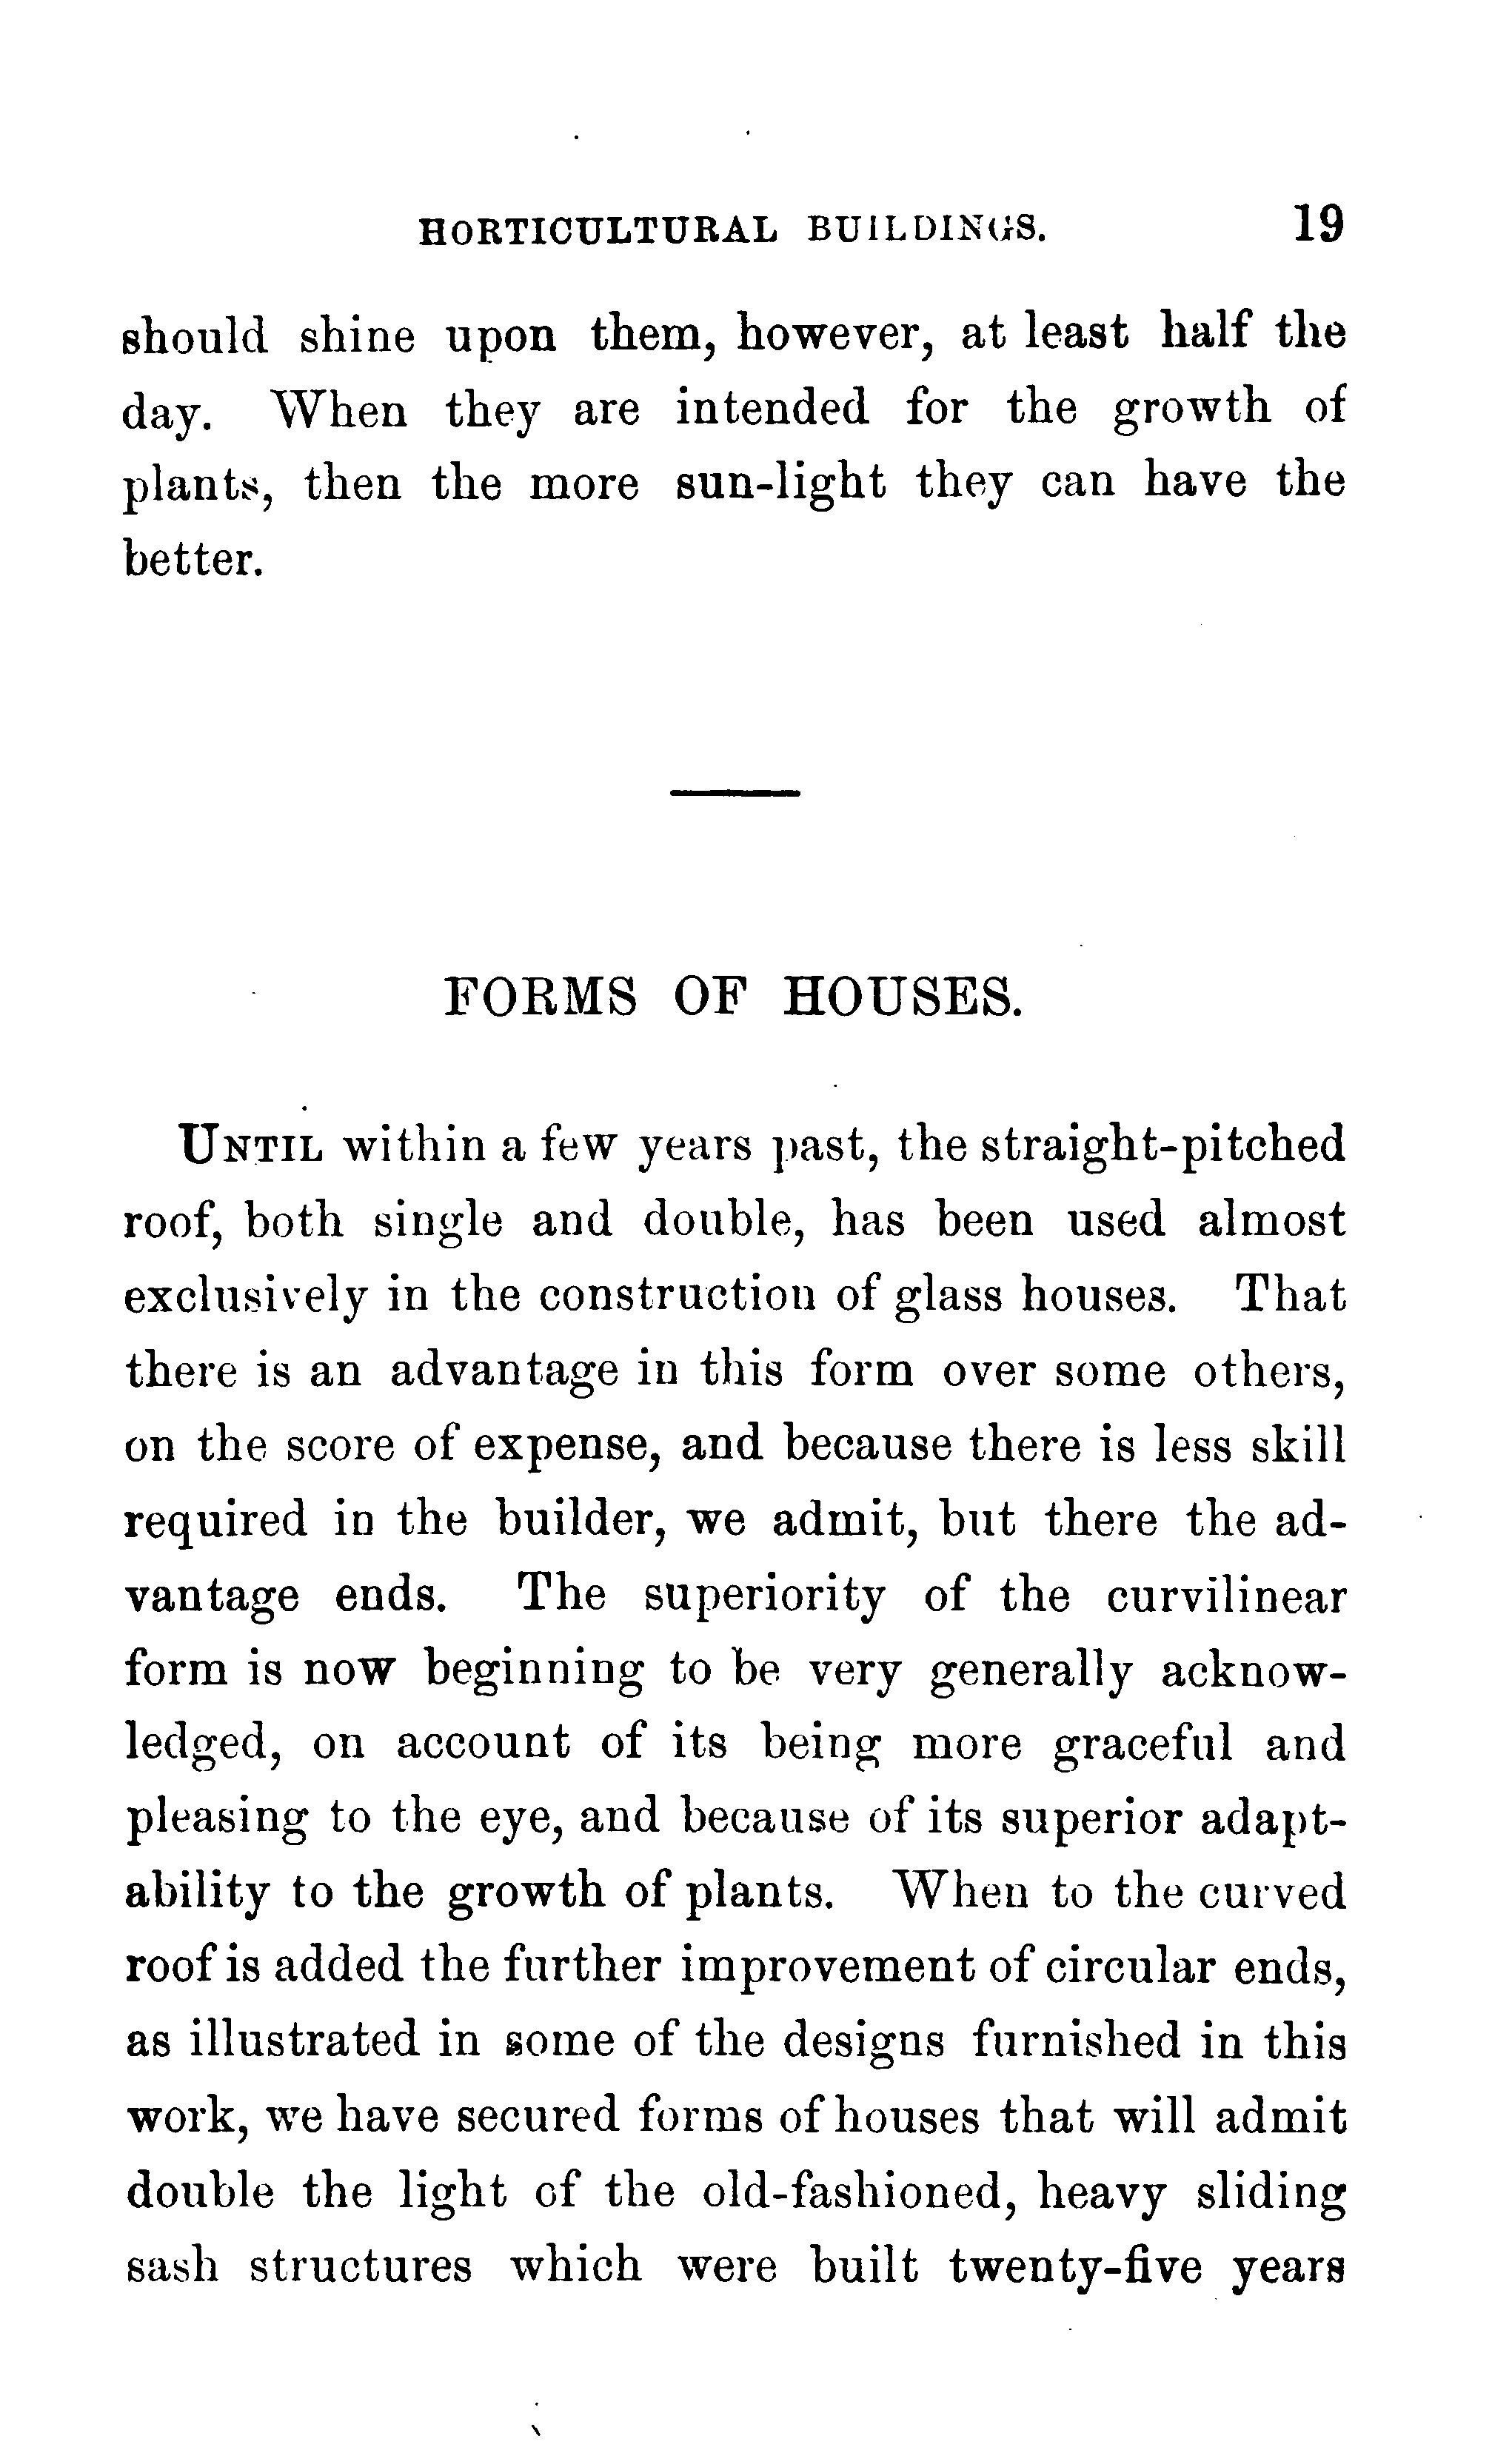 HORTICULTURAL BUILDINGS. 19
should shine upon them, however, at least half the
day. When they are intended for the growth of
plants, then the more sun-light they can have the
better.
FORMS OF HOUSES.
UNTIL within a few years past, the straight-pitched
roof, both single and double, has been used almost
exclusively in the construction of glass houses. That
there is an advantage in this form over some others,
on the score of expense, and because there is less skill
required in the builder, we admit, but there the ad-
vantage ends. The superiority of the curvilinear
form is now beginning to be very generally acknow-
ledged, on account of its being more graceful and
pleasing to the eye, and because of its superior adapt-
ability to the growth of plants. When to the curved
roof is added the further improvement of circular ends,
as illustrated in some of the designs furnished in this
work, we have secured forms of houses that will admit
double the light of the old-fashioned, heavy sliding
sash structures which were built twenty-five years